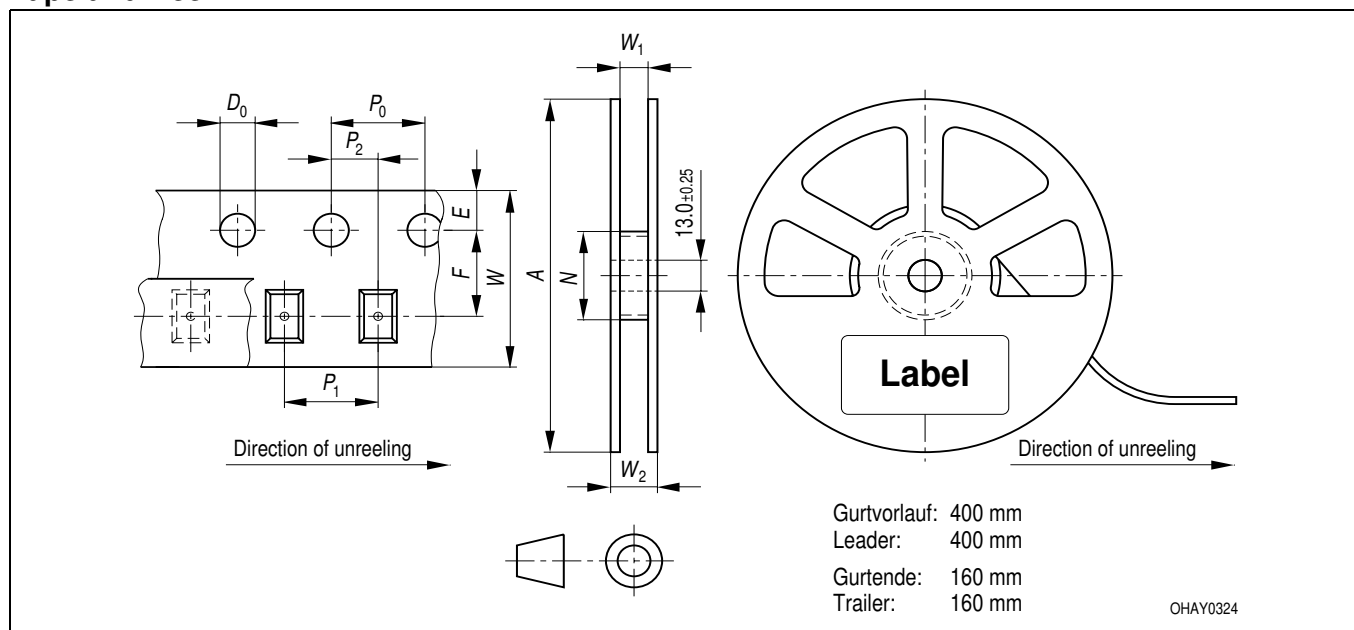 W1
D0
P0
P2
E
F
W
A
N
13.0±0.25
Label
P1
Direction of unreeling
W2
Direction of unreeling
Gurtvorlauf: 400 mm
Leader: 400 mm
Gurtende: 160 mm
Trailer: 160 mm
OHAY0324